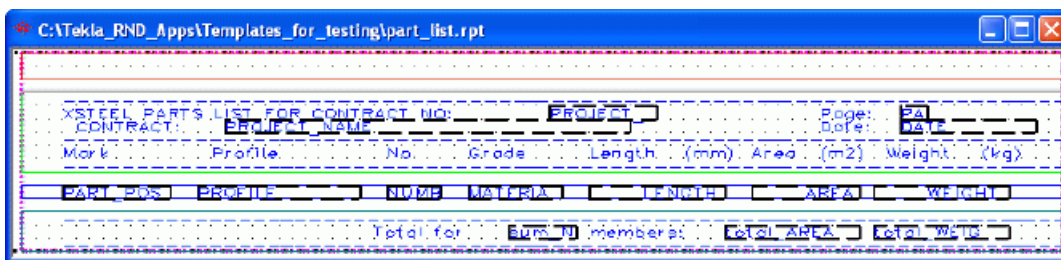 C:\Tekla_RND_Apps\Templates_for_testing\part_list.rpt
XSTEEL PARTS LIST FOR CONTRACT NO: PROJECT_ Page: PA
CONTRACT: PROJECT_NAME Date: DATE
Mark Profile No. Grade Length (mm) Area (m2) Weight (kg)
PART_POS PROFILE NUMB MATERIA LENGTH AREA WEIGHT
Total for sum_N members: total_AREA total_WEIG